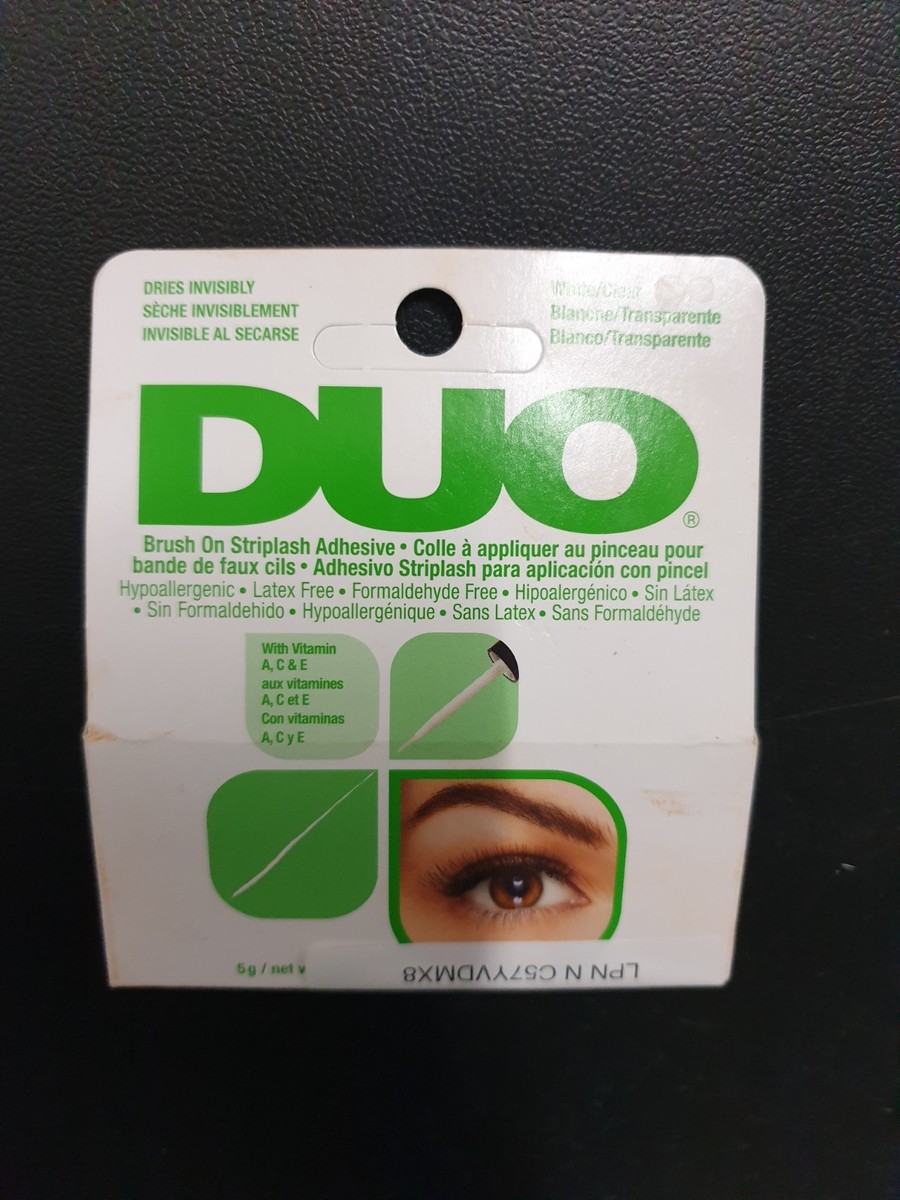 DRIES INVISIBLY
SÈCHE INVISIBLEMENT
INVISIBLE AL SECARSE
White/Clear
Blanche/Transparente
Blanco/Transparente
DUO®
Brush On Striplash Adhesive • Colle à appliquer au pinceau pour
bande de faux cils • Adhesivo Striplash para aplicación con pincel
Hypoallergenic • Latex Free • Formaldehyde Free • Hipoalergénico • Sin Látex
• Sin Formaldehido • Hypoallergénique • Sans Latex • Sans Formaldéhyde
With Vitamin
A, C & E
aux vitamines
A, C et E
Con vitaminas
A, C y E
5g / net
LPN N C57YVDMX8